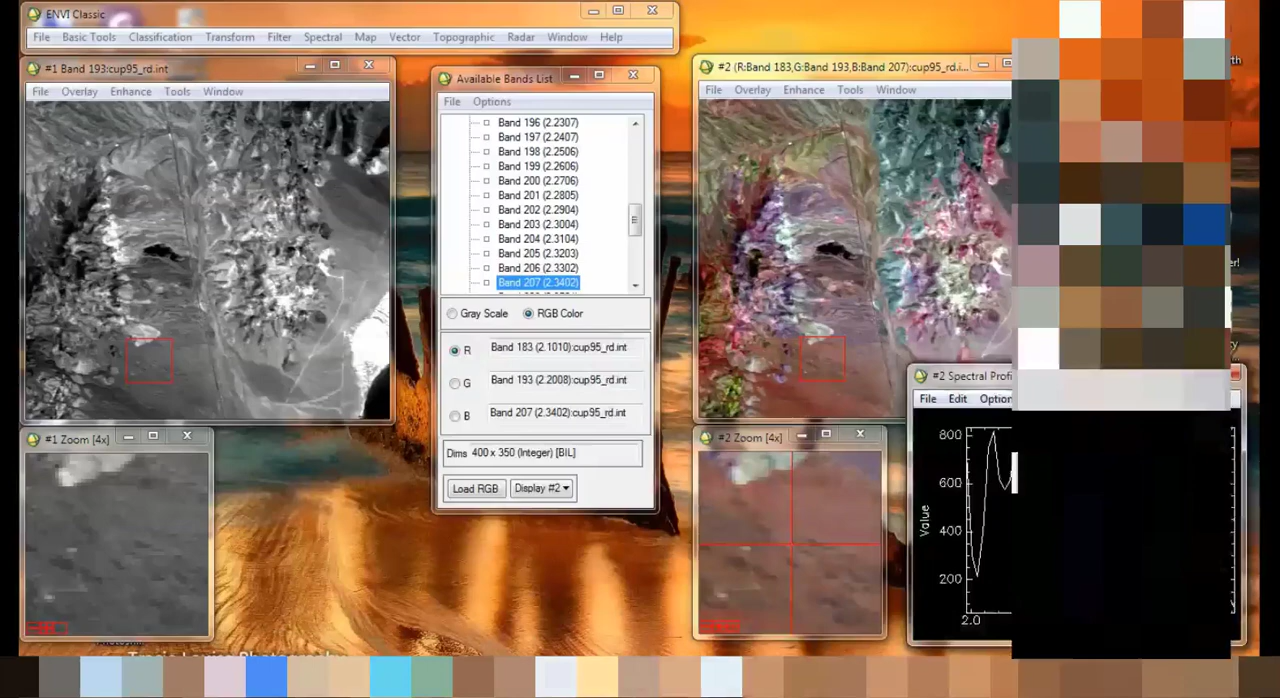 ENVI Classic
File Basic Tools Classification Transform Filter Spectral Map Vector Topographic Radar Window Help
#1 Band 193:cup95_rd.int
File Overlay Enhance Tools Window
Available Bands List
File Options
Band 196 (2.2307)
Band 197 (2.2407)
Band 198 (2.2506)
Band 199 (2.2606)
Band 200 (2.2706)
Band 201 (2.2805)
Band 202 (2.2904)
Band 203 (2.3004)
Band 204 (2.3104)
Band 205 (2.3203)
Band 206 (2.3302)
Band 207 (2.3402)
Gray Scale RGB Color
R Band 183 (2.1010):cup95_rd.int
G Band 193 (2.2008):cup95_rd.int
B Band 207 (2.3402):cup95_rd.int
Dims 400 x 350 (Integer) [BIL]
Load RGB Display #2
#2 (R:Band 183,G:Band 193,B:Band 207):cup95_rd.i...
File Overlay Enhance Tools Window
#1 Zoom [4x]
#2 Zoom [4x]
#2 Spectral Profi
File Edit Option
800
600
400
200
Value
2.0